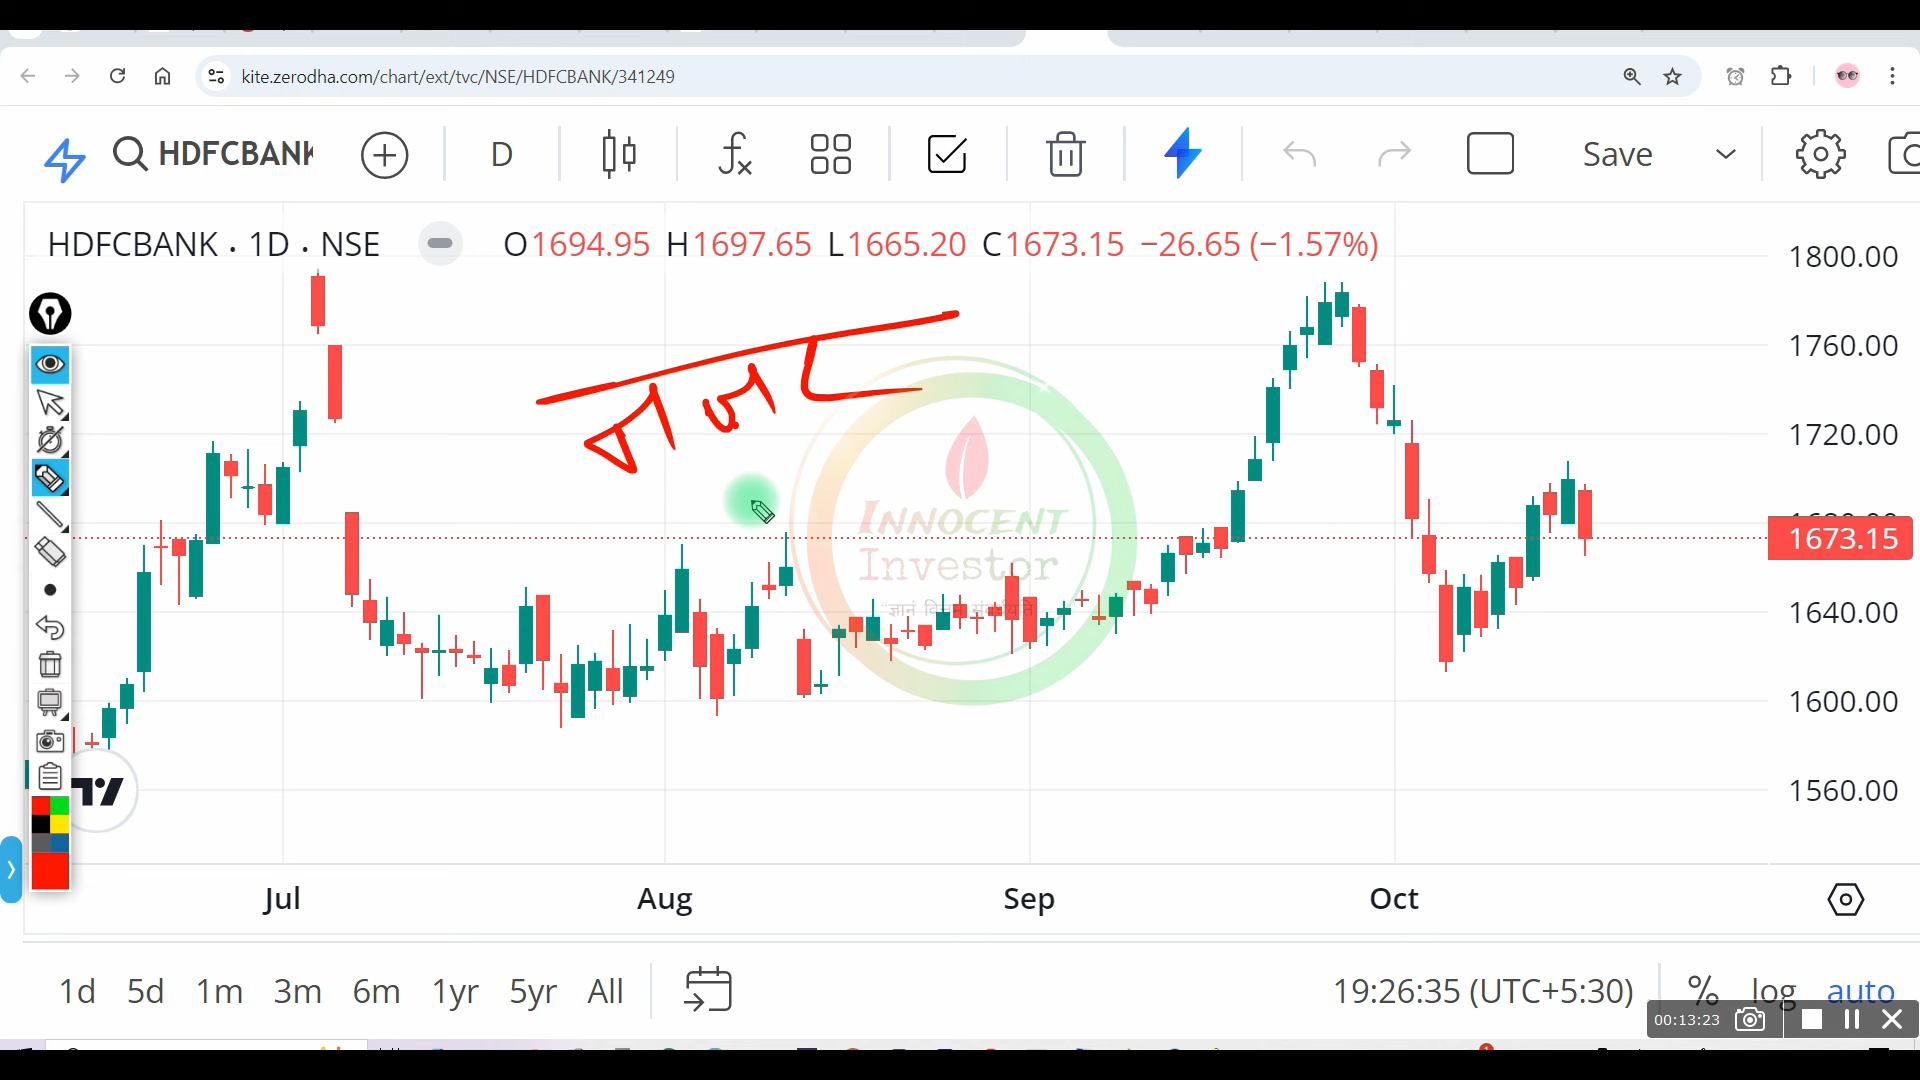 kite.zerodha.com/chart/ext/tvc/NSE/HDFCBANK/341249
HDFCBANK D fx Save
HDFCBANK · 1D · NSE O1694.95 H1697.65 L1665.20 C1673.15 −26.65 (−1.57%)
1800.00
1760.00
नजर
1720.00
INNOCENT
1673.15
Investor
1640.00
1600.00
1560.00
Jul Aug Sep Oct
1d 5d 1m 3m 6m 1yr 5yr All 19:26:35 (UTC+5:30) % log auto
00:13:23